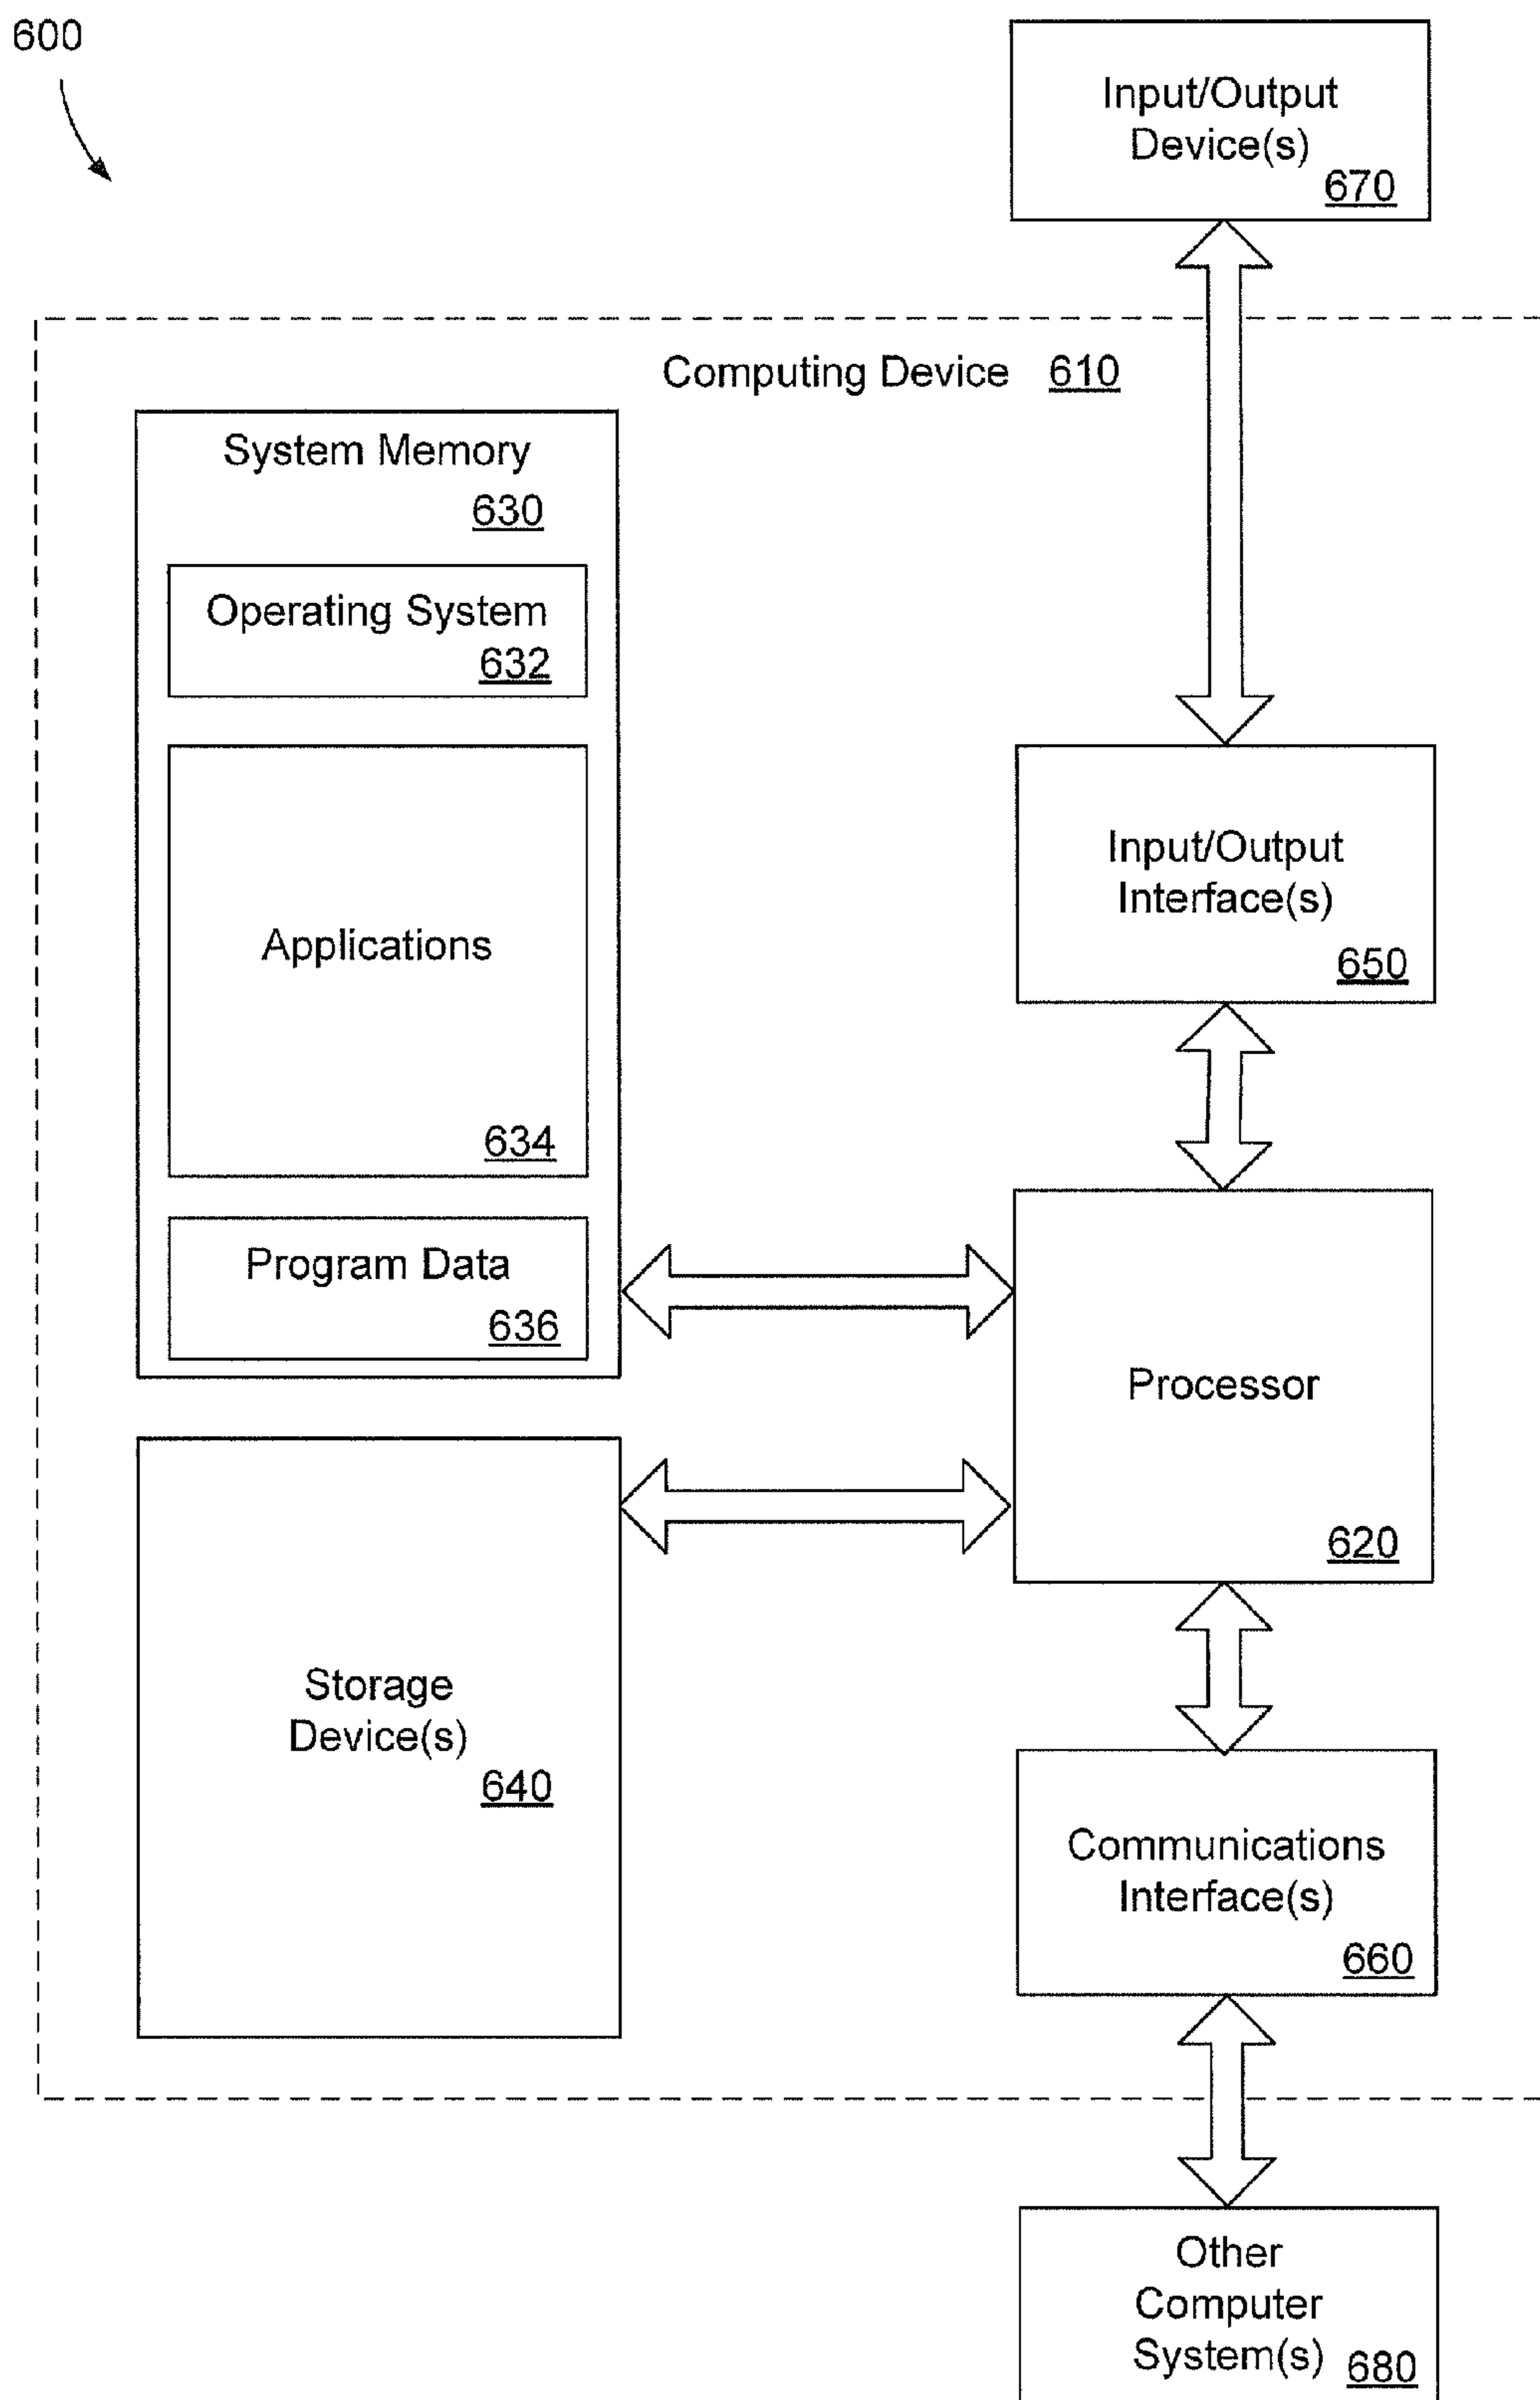 600
Input/Output
Device(s)
670
Computing Device 610
System Memory
630
Operating System
632
Applications
634
Program Data
636
Input/Output
Interface(s)
650
Processor
620
Storage
Device(s)
640
Communications
Interface(s)
660
Other
Computer
System(s) 680